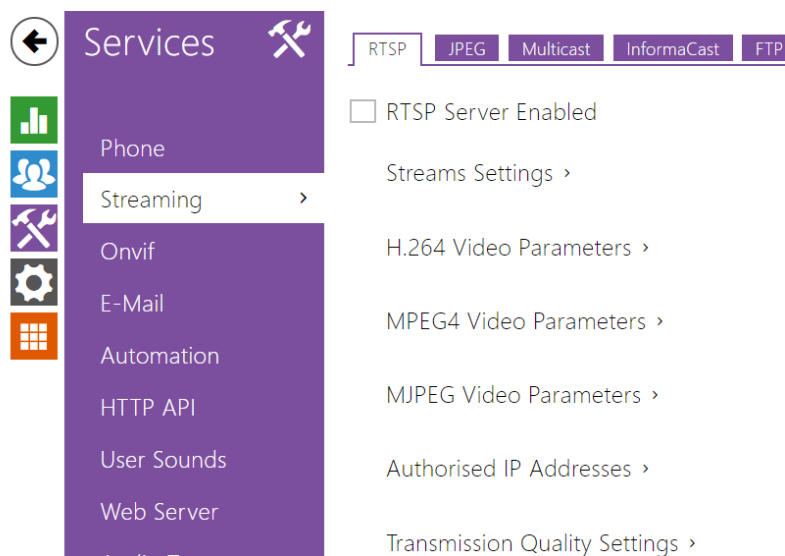 Services
Phone
Streaming
Onvif
E-Mail
Automation
HTTP API
User Sounds
Web Server
RTSP JPEG Multicast InformaCast FTP
RTSP Server Enabled
Streams Settings
H.264 Video Parameters
MPEG4 Video Parameters
MJPEG Video Parameters
Authorised IP Addresses
Transmission Quality Settings